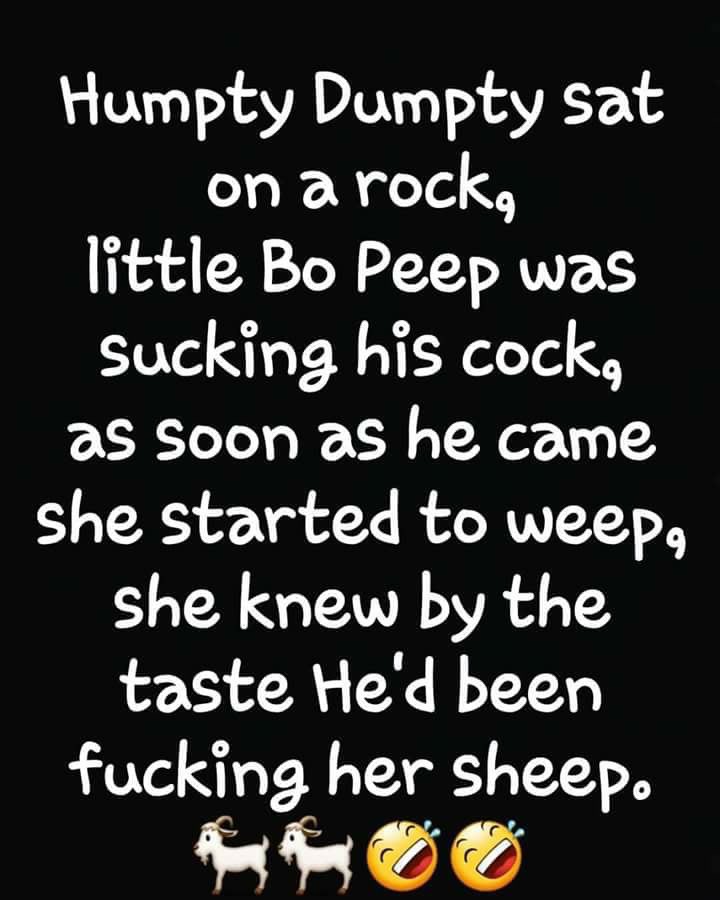 Humpty Dumpty sat
on a rock,
little Bo Peep was
sucking his cock,
as soon as he came
she started to weep,
she knew by the
taste He'd been
fucking her sheep.